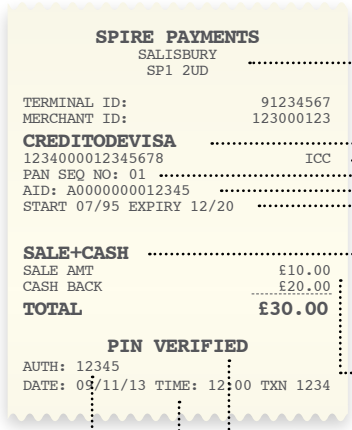 SPIRE PAYMENTS
SALISBURY
SP1 2UD
TERMINAL ID: 91234567
MERCHANT ID: 123000123
CREDITODEVISA
1234000012345678 ICC
PAN SEQ NO: 01
AID: A0000000012345
START 07/95 EXPIRY 12/20
SALE+CASH
SALE AMT £10.00
CASH BACK £20.00
TOTAL £30.00
PIN VERIFIED
AUTH: 12345
DATE: 09/11/13 TIME: 12:00 TXN 1234